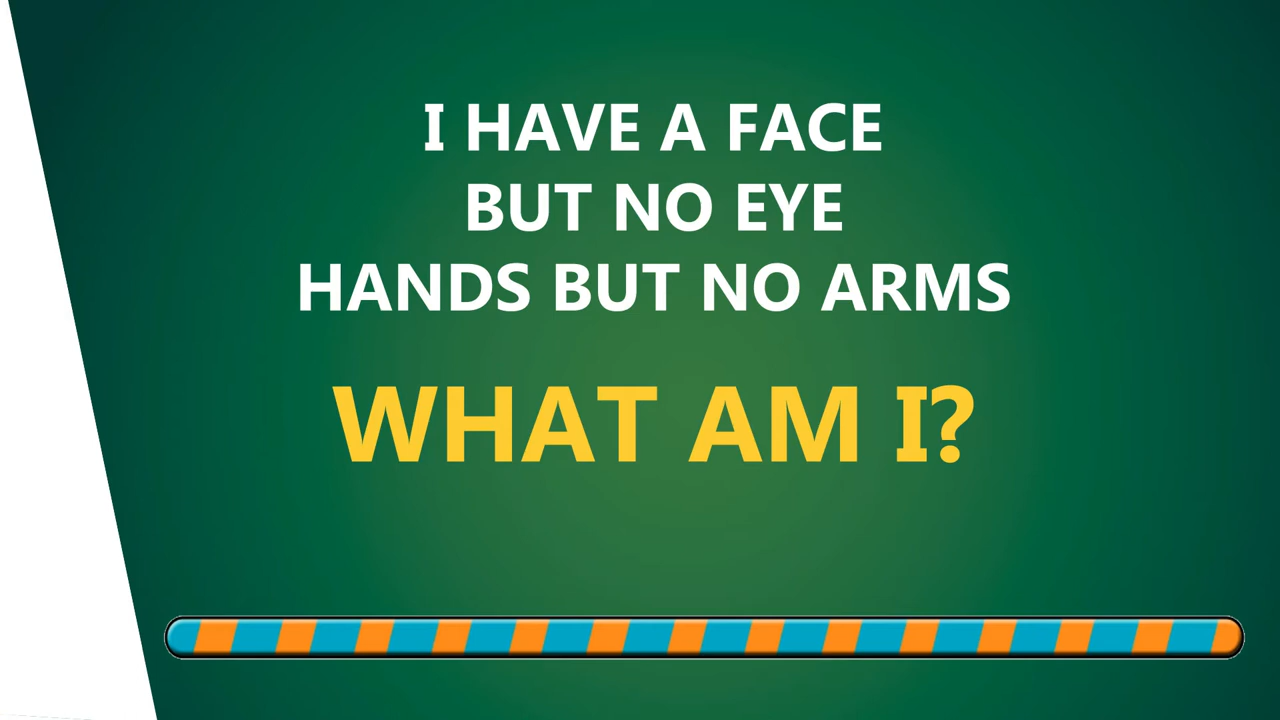 I HAVE A FACE
BUT NO EYE
HANDS BUT NO ARMS
WHAT AM I?